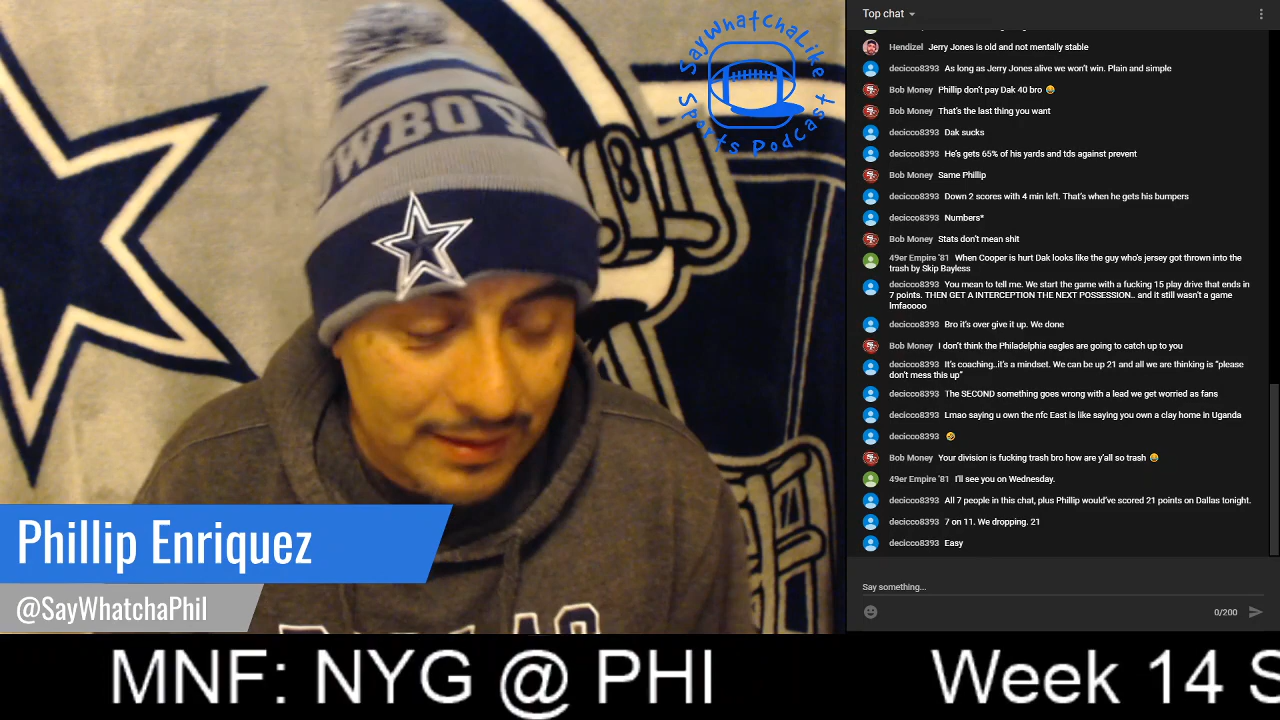 SayWhatChaLike
Sports Podcast
WBOY
Phillip Enriquez
@SayWhatchaPhil
Top chat
Hendizel Jerry Jones is old and not mentally stable
decicco8393 As long as Jerry Jones alive we won't win. Plain and simple
Bob Money Phillip don't pay Dak 40 bro 😅
Bob Money That's the last thing you want
decicco8393 Dak sucks
decicco8393 He's gets 65% of his yards and tds against prevent
Bob Money Same Phillip
decicco8393 Down 2 scores with 4 min left. That's when he gets his bumpers
decicco8393 Numbers*
Bob Money Stats don't mean shit
49er Empire '81 When Cooper is hurt Dak looks like the guy who's jersey got thrown into the
trash by Skip Bayless
decicco8393 You mean to tell me. We start the game with a fucking 15 play drive that ends in
7 points. THEN GET A INTERCEPTION THE NEXT POSSESSION.. and it still wasn't a game
lmfaoooo
decicco8393 Bro it's over give it up. We done
Bob Money I don't think the Philadelphia eagles are going to catch up to you
decicco8393 It's coaching..it's a mindset. We can be up 21 and all we are thinking is "please
don't mess this up"
decicco8393 The SECOND something goes wrong with a lead we get worried as fans
decicco8393 Lmao saying u own the nfc East is like saying you own a clay home in Uganda
decicco8393 🤣
Bob Money Your division is fucking trash bro how are y'all so trash 😅
49er Empire '81 I'll see you on Wednesday.
decicco8393 All 7 people in this chat, plus Phillip would've scored 21 points on Dallas tonight.
decicco8393 7 on 11. We dropping. 21
decicco8393 Easy
Say something...
0/200
MNF: NYG @ PHI Week 14 S